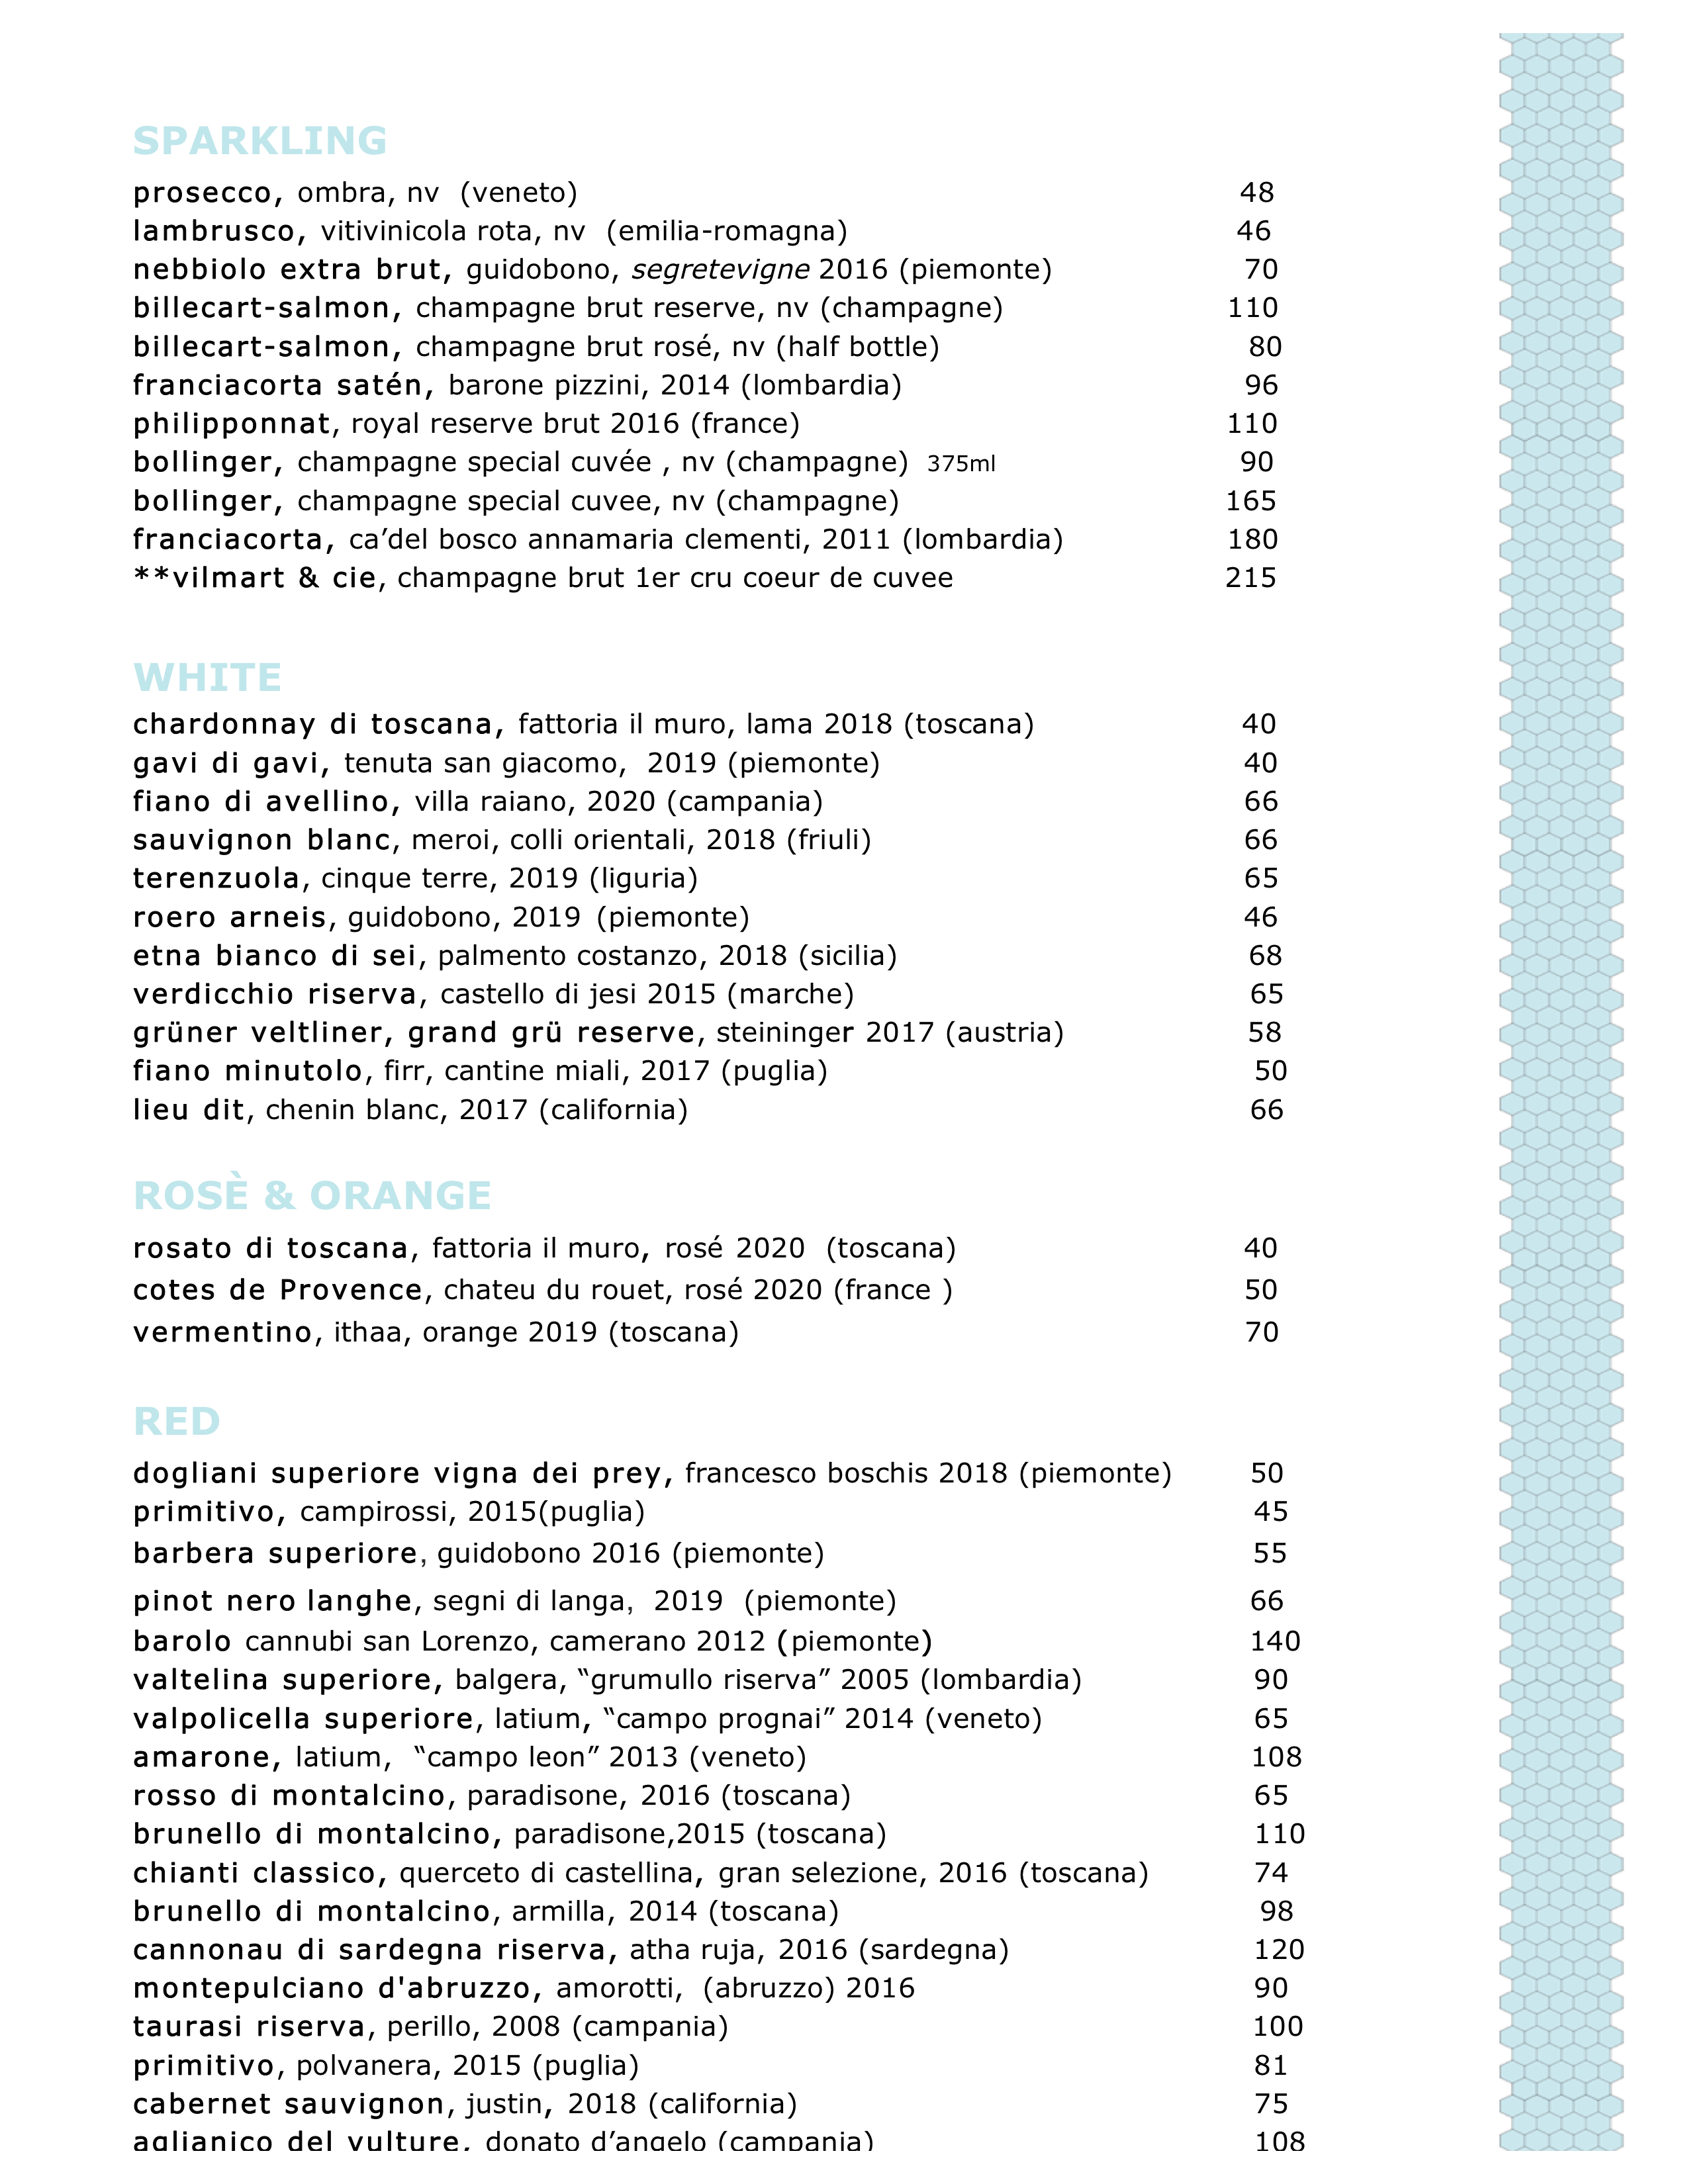 SPARKLING
prosecco, ombra, nv (veneto) 48
lambrusco, vitivinicola rota, nv (emilia-romagna) 46
nebbiolo extra brut, guidobono, segretevigne 2016 (piemonte) 70
billecart-salmon, champagne brut reserve, nv (champagne) 110
billecart-salmon, champagne brut rosé, nv (half bottle) 80
franciacorta satén, barone pizzini, 2014 (lombardia) 96
philipponnat, royal reserve brut 2016 (france) 110
bollinger, champagne special cuvée , nv (champagne) 375ml 90
bollinger, champagne special cuvee, nv (champagne) 165
franciacorta, ca’del bosco annamaria clementi, 2011 (lombardia) 180
**vilmart & cie, champagne brut 1er cru coeur de cuvee 215
WHITE
chardonnay di toscana, fattoria il muro, lama 2018 (toscana) 40
gavi di gavi, tenuta san giacomo, 2019 (piemonte) 40
fiano di avellino, villa raiano, 2020 (campania) 66
sauvignon blanc, meroi, colli orientali, 2018 (friuli) 66
terenzuola, cinque terre, 2019 (liguria) 65
roero arneis, guidobono, 2019 (piemonte) 46
etna bianco di sei, palmento costanzo, 2018 (sicilia) 68
verdicchio riserva, castello di jesi 2015 (marche) 65
grüner veltliner, grand grü reserve, steininger 2017 (austria) 58
fiano minutolo, firr, cantine miali, 2017 (puglia) 50
lieu dit, chenin blanc, 2017 (california) 66
ROSÈ & ORANGE
rosato di toscana, fattoria il muro, rosé 2020 (toscana) 40
cotes de Provence, chateu du rouet, rosé 2020 (france ) 50
vermentino, ithaa, orange 2019 (toscana) 70
RED
dogliani superiore vigna dei prey, francesco boschis 2018 (piemonte) 50
primitivo, campirossi, 2015(puglia) 45
barbera superiore, guidobono 2016 (piemonte) 55
pinot nero langhe, segni di langa, 2019 (piemonte) 66
barolo cannubi san Lorenzo, camerano 2012 (piemonte) 140
valtelina superiore, balgera, “grumullo riserva” 2005 (lombardia) 90
valpolicella superiore, latium, “campo prognai” 2014 (veneto) 65
amarone, latium, “campo leon” 2013 (veneto) 108
rosso di montalcino, paradisone, 2016 (toscana) 65
brunello di montalcino, paradisone,2015 (toscana) 110
chianti classico, querceto di castellina, gran selezione, 2016 (toscana) 74
brunello di montalcino, armilla, 2014 (toscana) 98
cannonau di sardegna riserva, atha ruja, 2016 (sardegna) 120
montepulciano d'abruzzo, amorotti, (abruzzo) 2016 90
taurasi riserva, perillo, 2008 (campania) 100
primitivo, polvanera, 2015 (puglia) 81
cabernet sauvignon, justin, 2018 (california) 75
aglianico del vulture, donato d’angelo (campania) 108